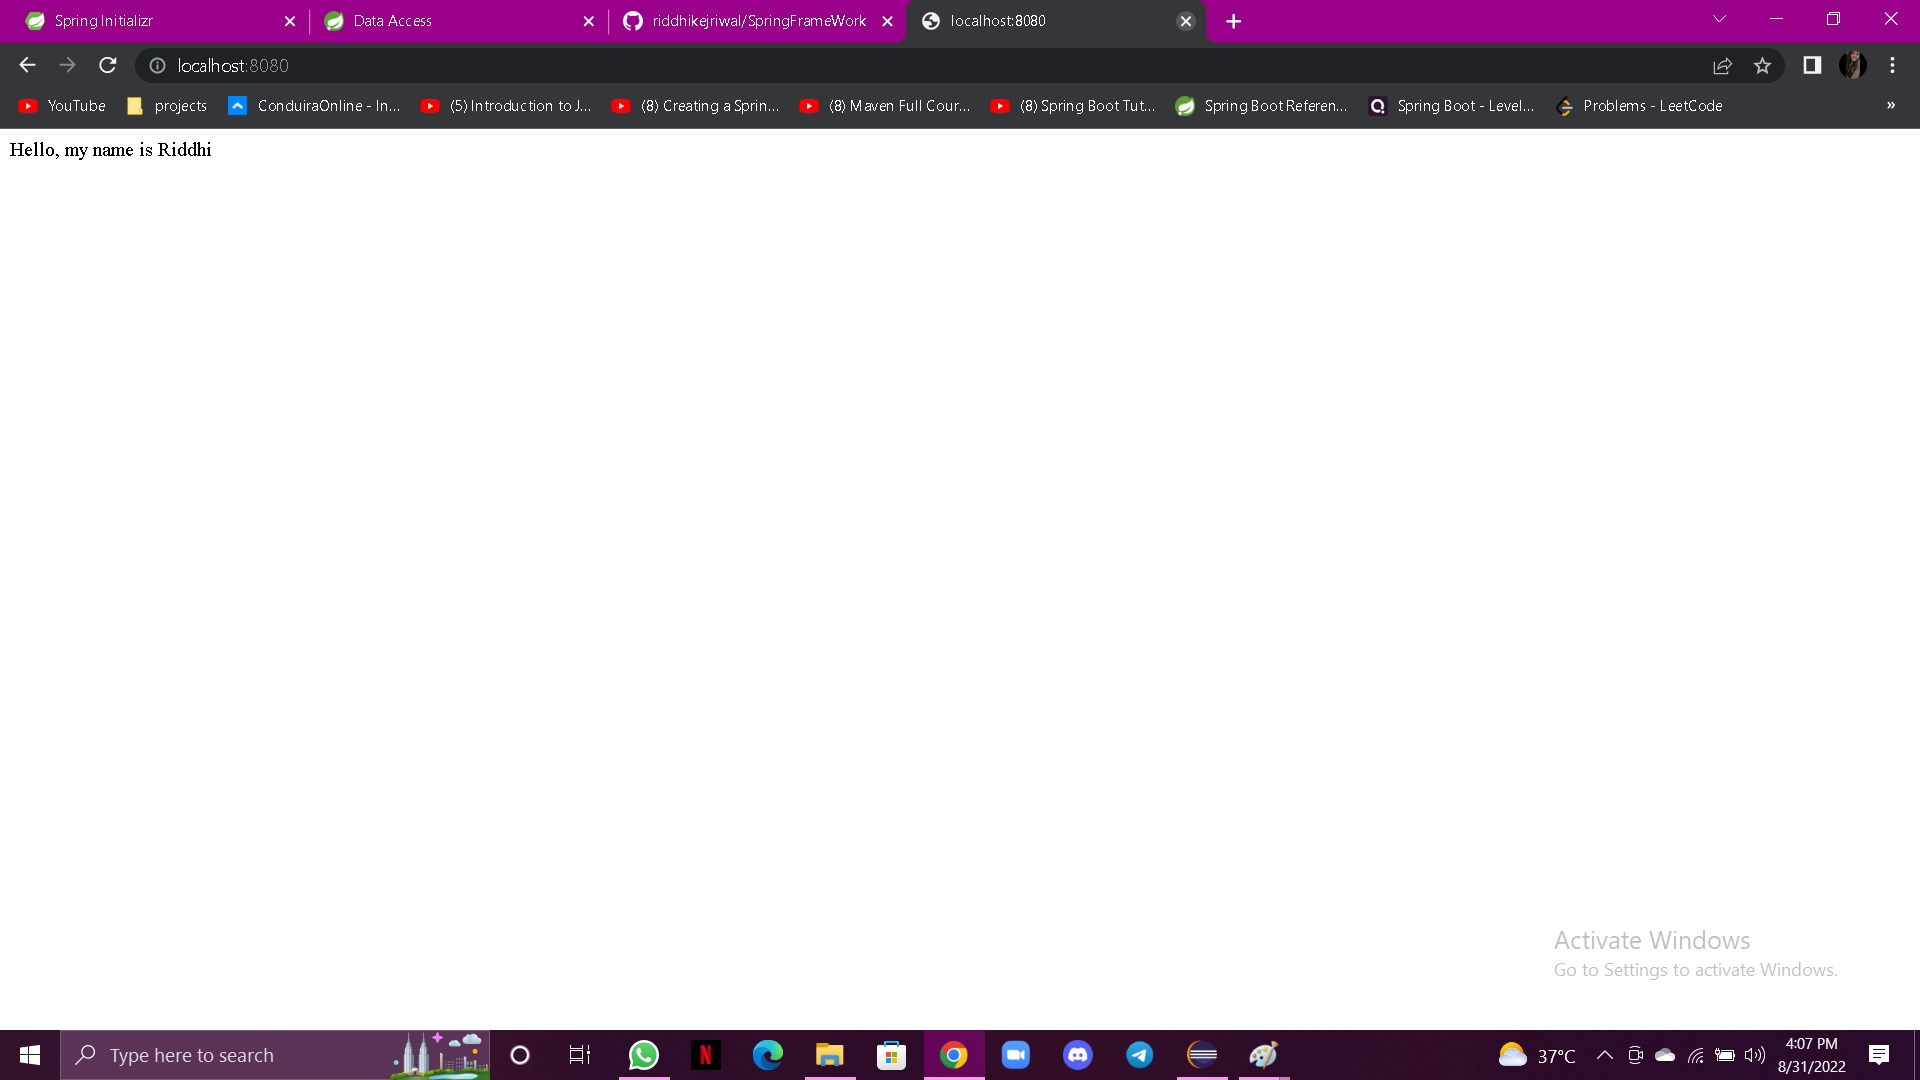 Spring Initializr
Data Access
riddhikejriwal/SpringFrameWork
localhost:8080
localhost:8080
YouTube
projects
ConduiraOnline - In...
(5) Introduction to J...
(8) Creating a Sprin...
(8) Maven Full Cour...
(8) Spring Boot Tut...
Spring Boot Referen...
Spring Boot - Level...
Problems - LeetCode
»
Hello, my name is Riddhi
Activate Windows
Go to Settings to activate Windows.
Type here to search
37°C
4:07 PM
8/31/2022